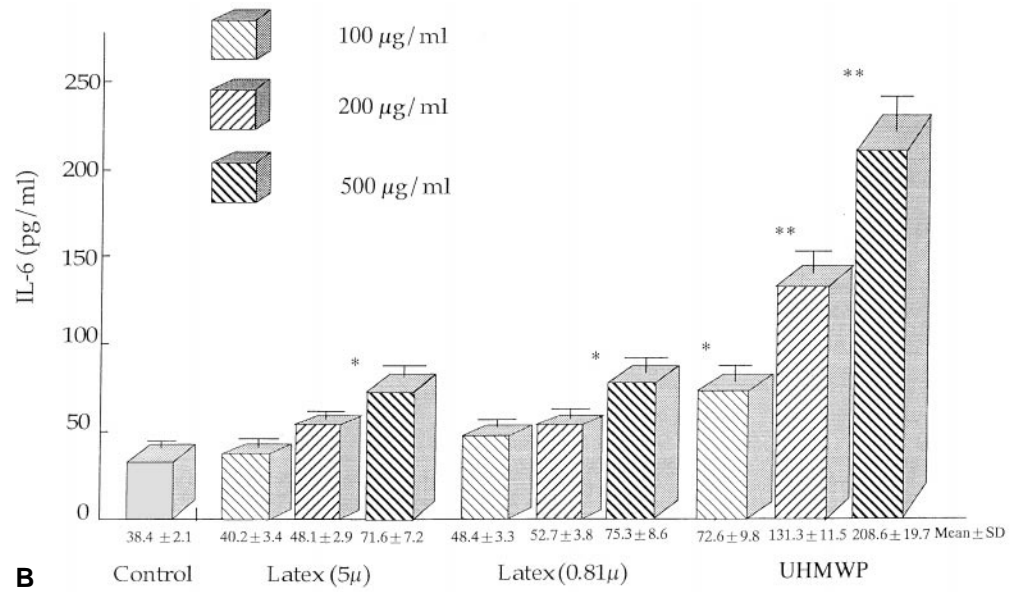 100 μg/ml
200 μg/ml
500 μg/ml
IL-6 (pg/ml)
250
200
150
100
50
0
**
**
*
*
*
38.4 ±2.1 40.2±3.4 48.1±2.9 71.6±7.2 48.4±3.3 52.7±3.8 75.3±8.6 72.6±9.8 131.3±11.5 208.6±19.7 Mean±SD
B Control Latex (5μ) Latex (0.81μ) UHMWP